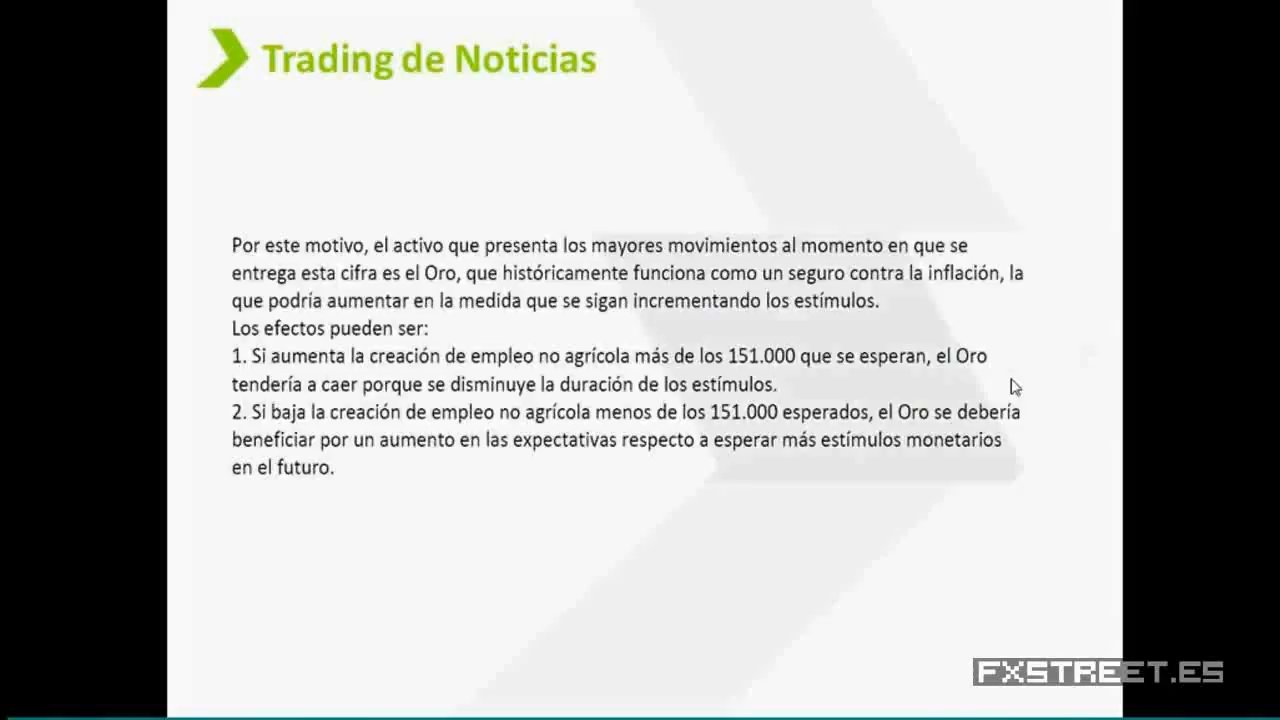 Trading de Noticias
Por este motivo, el activo que presenta los mayores movimientos al momento en que se
entrega esta cifra es el Oro, que históricamente funciona como un seguro contra la inflación, la
que podría aumentar en la medida que se sigan incrementando los estímulos.
Los efectos pueden ser:
1. Si aumenta la creación de empleo no agrícola más de los 151.000 que se esperan, el Oro
tendería a caer porque se disminuye la duración de los estímulos.
2. Si baja la creación de empleo no agrícola menos de los 151.000 esperados, el Oro se debería
beneficiar por un aumento en las expectativas respecto a esperar más estímulos monetarios
en el futuro.
FXSTREET.ES